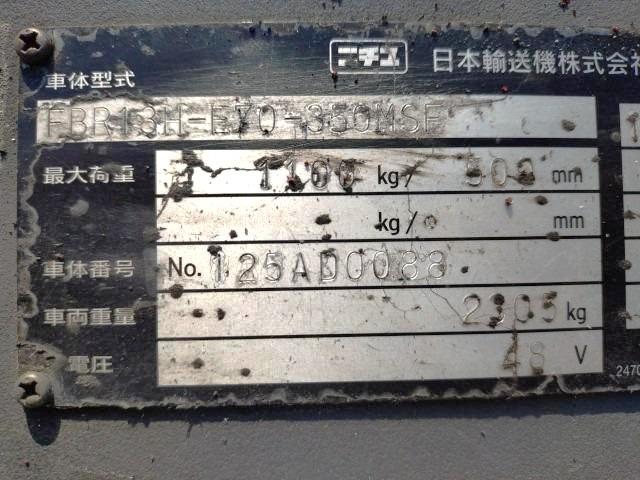 ニチユ 日本輸送機株式会社
車体型式
FBR13H-EYO-350MSF
最大荷重 1100 kg/ 500 mm
kg/ mm
車体番号 No. 125AD0088
車両重量 2305 kg
電圧 48 V
2470